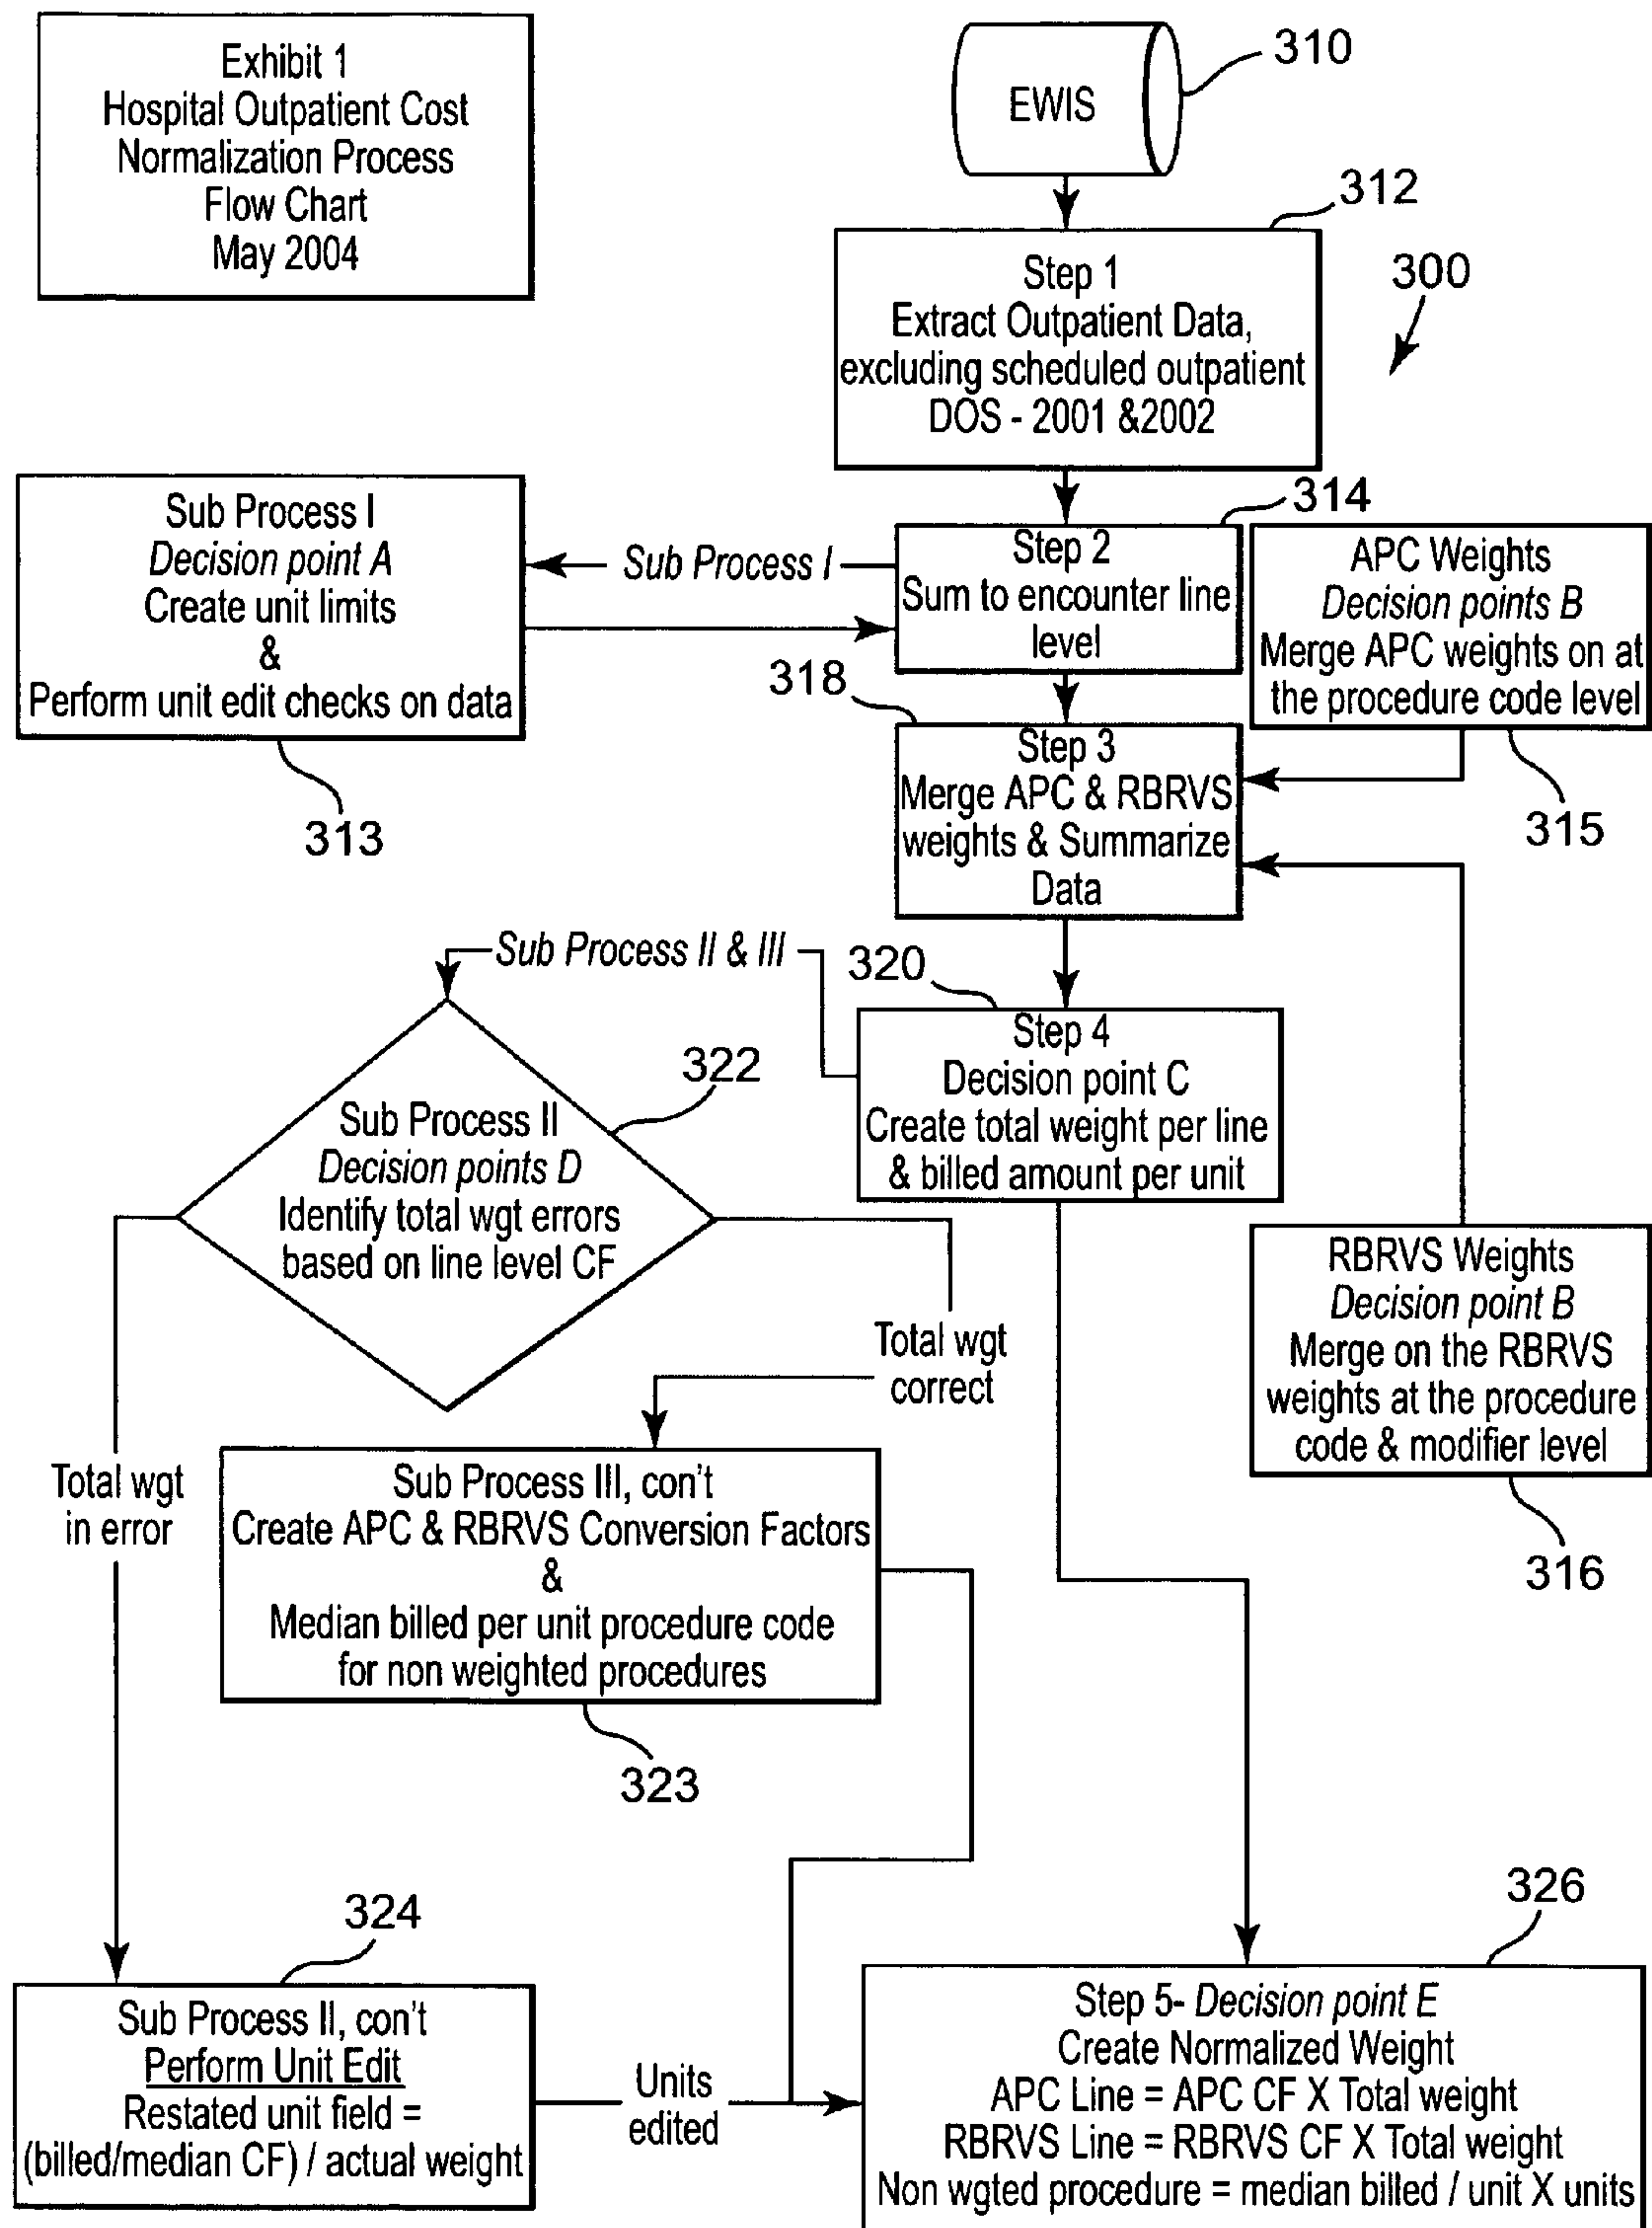 Exhibit 1
Hospital Outpatient Cost
Normalization Process
Flow Chart
May 2004
EWIS
310
312
Step 1
Extract Outpatient Data,
excluding scheduled outpatient
DOS - 2001 &2002
300
314
Sub Process I
Decision point A
Create unit limits
&
Perform unit edit checks on data
313
Sub Process I
Step 2
Sum to encounter line
level
APC Weights
Decision points B
Merge APC weights on at
the procedure code level
315
318
Step 3
Merge APC & RBRVS
weights & Summarize
Data
Sub Process II & III
320
Step 4
Decision point C
Create total weight per line
& billed amount per unit
322
Sub Process II
Decision points D
Identify total wgt errors
based on line level CF
RBRVS Weights
Decision point B
Merge on the RBRVS
weights at the procedure
code & modifier level
316
Total wgt
correct
Total wgt
in error
Sub Process III, con't
Create APC & RBRVS Conversion Factors
&
Median billed per unit procedure code
for non weighted procedures
323
324
Sub Process II, con't
Perform Unit Edit
Restated unit field =
(billed/median CF) / actual weight
Units
edited
326
Step 5- Decision point E
Create Normalized Weight
APC Line = APC CF X Total weight
RBRVS Line = RBRVS CF X Total weight
Non wgted procedure = median billed / unit X units